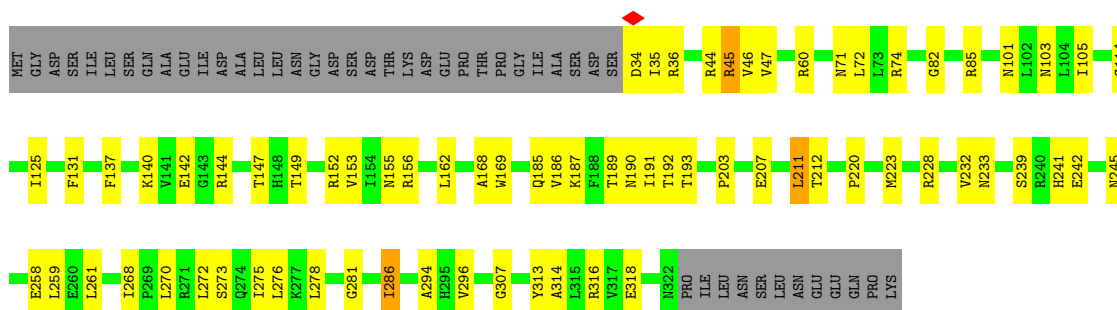 MET GLY ASP SER ILE LEU SER GLN ALA GLU ILE ASP ALA LEU LEU ASN GLY ASP SER ASP THR LYS ASP GLU PRO THR PRO GLY ILE ALA SER ASP SER D34 I35 R36 R44 R45 V46 V47 R60 N71 L72 L73 R74 G82 R85 N101 L102 N103 L104 I105
I125 F131 F137 K140 V141 E142 G143 R144 T147 H148 T149 R152 V153 I154 N155 R156 L162 A168 W169 Q185 V186 K187 F188 T189 N190 I191 T192 T193 P203 E207 L211 T212 P220 M223 R228 V232 N233 S239 R240 H241 E242 N245
E258 L259 E260 L261 I268 P269 L270 R271 L272 S273 Q274 I275 L276 K277 L278 G281 I286 A294 H295 V296 G307 Y313 A314 L315 R316 V317 E318 N322 PRO ILE LEU ASN SER LEU ASN GLU GLU GLN PRO LYS